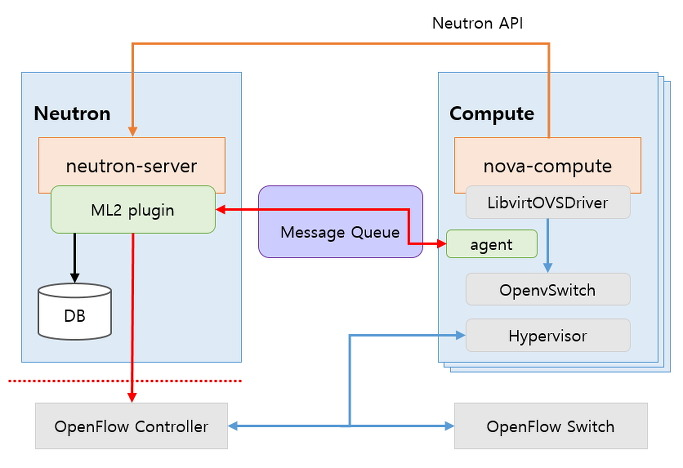 Neutron API
Neutron
Compute
neutron-server
nova-compute
ML2 plugin
LibvirtOVSDriver
Message Queue
agent
OpenvSwitch
DB
Hypervisor
OpenFlow Controller
OpenFlow Switch